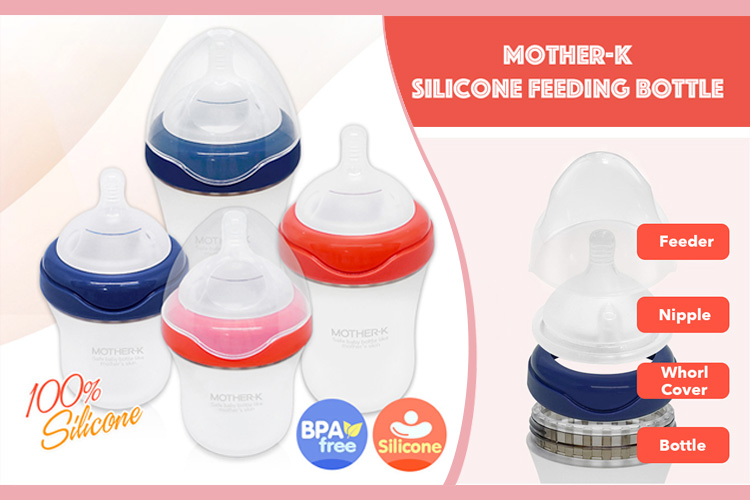 MOTHER-K
SILICONE FEEDING BOTTLE
MOTHER-K
MOTHER-K
MOTHER-K
100%
Silicone
BPA
free
Silicone
Feeder
Nipple
Whorl
Cover
Bottle